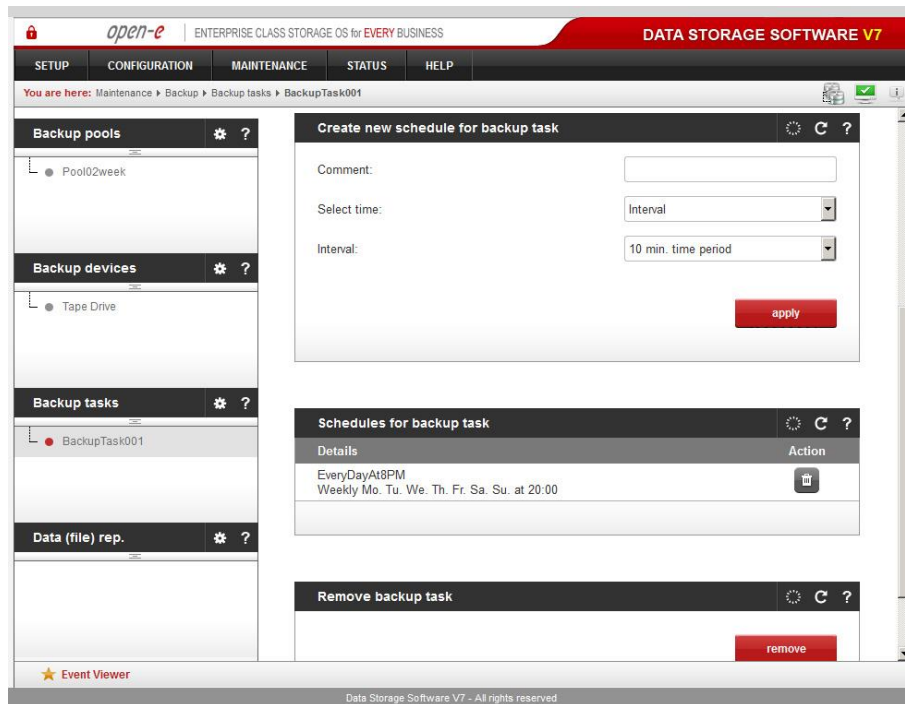 open-e ENTERPRISE CLASS STORAGE OS for EVERY BUSINESS DATA STORAGE SOFTWARE V7
SETUP CONFIGURATION MAINTENANCE STATUS HELP
You are here: Maintenance Backup Backup tasks BackupTask001
Backup pools ?
Pool02week
Backup devices ?
Tape Drive
Backup tasks ?
BackupTask001
Data (file) rep. ?
Create new schedule for backup task ?
Comment:
Select time: Interval
Interval: 10 min. time period
apply
Schedules for backup task ?
Details Action
EveryDayAt8PM
Weekly Mo. Tu. We. Th. Fr. Sa. Su. at 20:00
Remove backup task ?
remove
Event Viewer
Data Storage Software V7 - All rights reserved